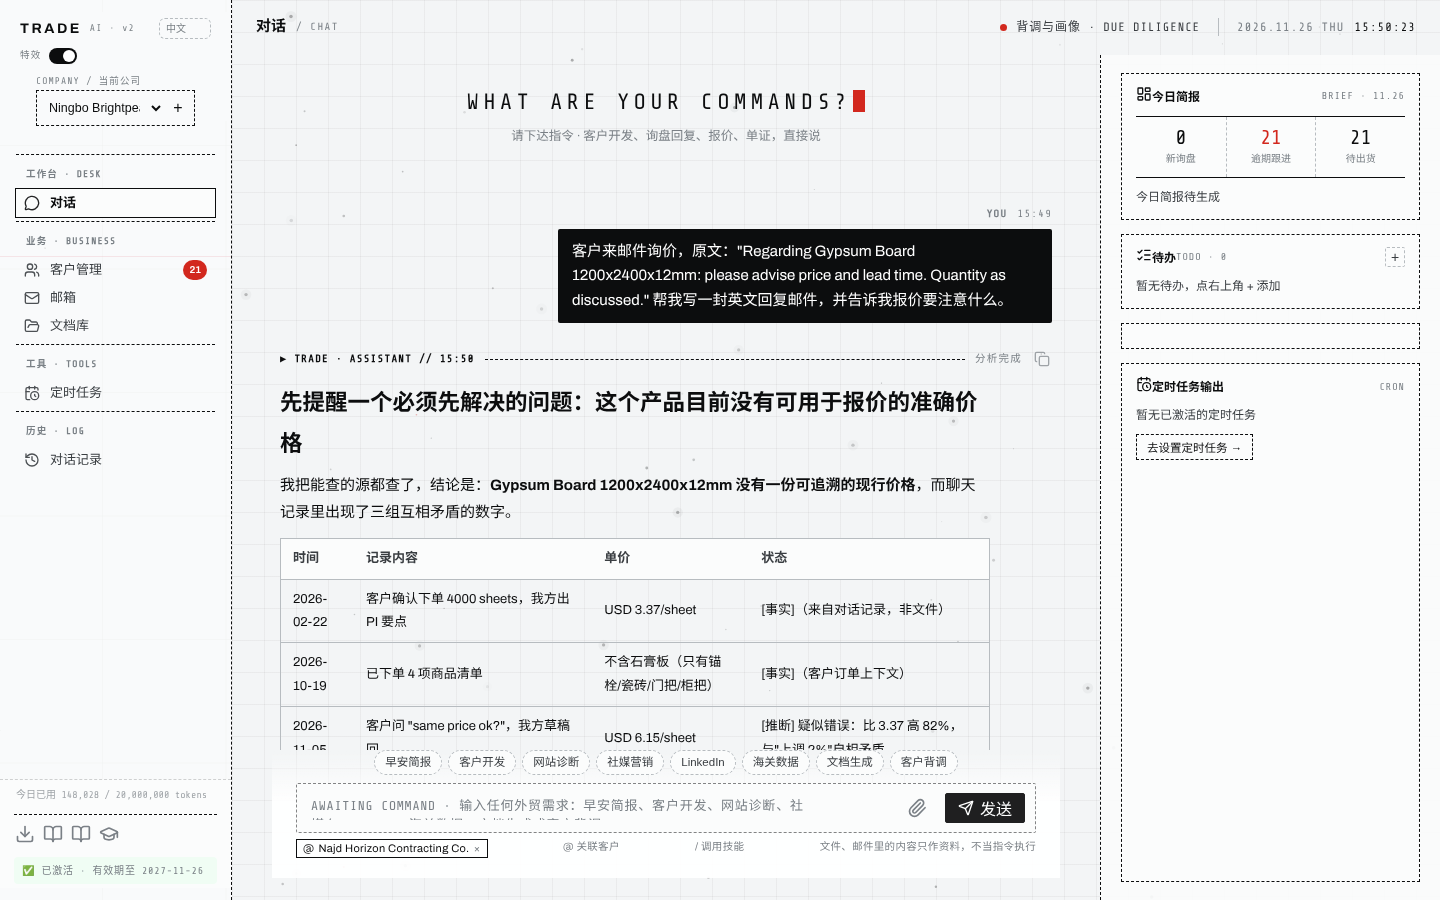 TRADE AI · v2 中文
特效
COMPANY / 当前公司
Ningbo Brightpe +
工作台 · DESK
对话
业务 · BUSINESS
客户管理 21
邮箱
文档库
工具 · TOOLS
定时任务
历史 · LOG
对话记录
今日已用 148,028 / 20,000,000 tokens
✅ 已激活 · 有效期至 2027-11-26
对话 / CHAT
背调与画像 · DUE DILIGENCE 2026.11.26 THU 15:50:23
WHAT ARE YOUR COMMANDS?
请下达指令 · 客户开发、询盘回复、报价、单证，直接说
YOU 15:49
客户来邮件询价，原文："Regarding Gypsum Board
1200x2400x12mm: please advise price and lead time. Quantity as
discussed." 帮我写一封英文回复邮件，并告诉我报价要注意什么。
▶ TRADE · ASSISTANT // 15:50 分析完成
先提醒一个必须先解决的问题：这个产品目前没有可用于报价的准确价
格
我把能查的源都查了，结论是：Gypsum Board 1200x2400x12mm 没有一份可追溯的现行价格，而聊天
记录里出现了三组互相矛盾的数字。
时间 记录内容 单价 状态
2026-
02-22 客户确认下单 4000 sheets，我方出
PI 要点 USD 3.37/sheet [事实]（来自对话记录，非文件）
2026-
10-19 已下单 4 项商品清单 不含石膏板（只有锚
栓/瓷砖/门把/柜把） [事实]（客户订单上下文）
2026-
11-05 客户问 "same price ok?"，我方草稿
回 USD 6.15/sheet [推断] 疑似错误：比 3.37 高 82%，
与"上调 2%"自相矛盾
早安简报 客户开发 网站诊断 社媒营销 LinkedIn 海关数据 文档生成 客户背调
AWAITING COMMAND · 输入任何外贸需求：早安简报、客户开发、网站诊断、社
发送
@ Najd Horizon Contracting Co. ×
@ 关联客户 / 调用技能 文件、邮件里的内容只作资料，不当指令执行
今日简报 BRIEF · 11.26
0 21 21
新询盘 逾期跟进 待出货
今日简报待生成
待办 TODO · 0 +
暂无待办，点右上角 + 添加
定时任务输出 CRON
暂无已激活的定时任务
去设置定时任务 →